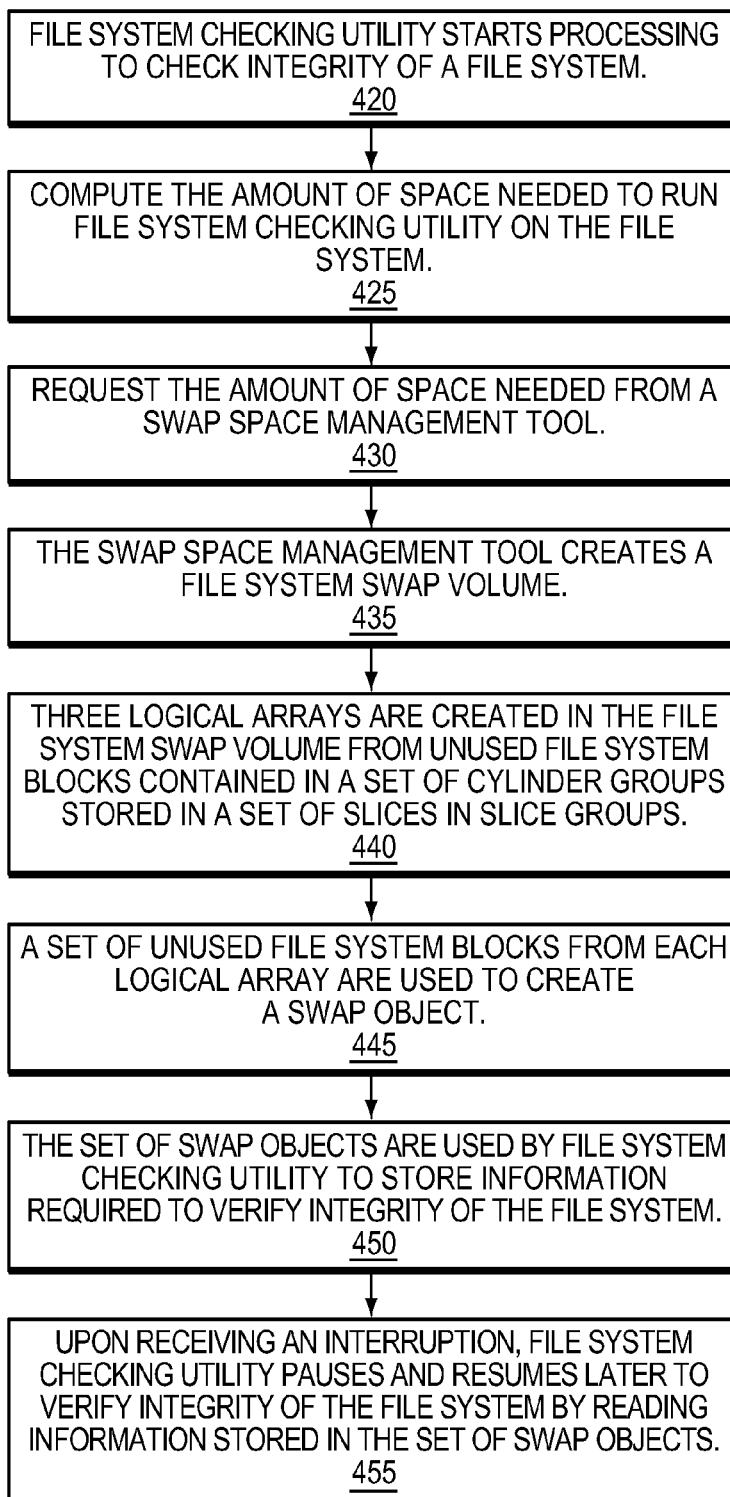 FILE SYSTEM CHECKING UTILITY STARTS PROCESSING
TO CHECK INTEGRITY OF A FILE SYSTEM.
420
COMPUTE THE AMOUNT OF SPACE NEEDED TO RUN
FILE SYSTEM CHECKING UTILITY ON THE FILE
SYSTEM.
425
REQUEST THE AMOUNT OF SPACE NEEDED FROM A
SWAP SPACE MANAGEMENT TOOL.
430
THE SWAP SPACE MANAGEMENT TOOL CREATES A
FILE SYSTEM SWAP VOLUME.
435
THREE LOGICAL ARRAYS ARE CREATED IN THE FILE
SYSTEM SWAP VOLUME FROM UNUSED FILE SYSTEM
BLOCKS CONTAINED IN A SET OF CYLINDER GROUPS
STORED IN A SET OF SLICES IN SLICE GROUPS.
440
A SET OF UNUSED FILE SYSTEM BLOCKS FROM EACH
LOGICAL ARRAY ARE USED TO CREATE
A SWAP OBJECT.
445
THE SET OF SWAP OBJECTS ARE USED BY FILE SYSTEM
CHECKING UTILITY TO STORE INFORMATION
REQUIRED TO VERIFY INTEGRITY OF THE FILE SYSTEM.
450
UPON RECEIVING AN INTERRUPTION, FILE SYSTEM
CHECKING UTILITY PAUSES AND RESUMES LATER TO
VERIFY INTEGRITY OF THE FILE SYSTEM BY READING
INFORMATION STORED IN THE SET OF SWAP OBJECTS.
455